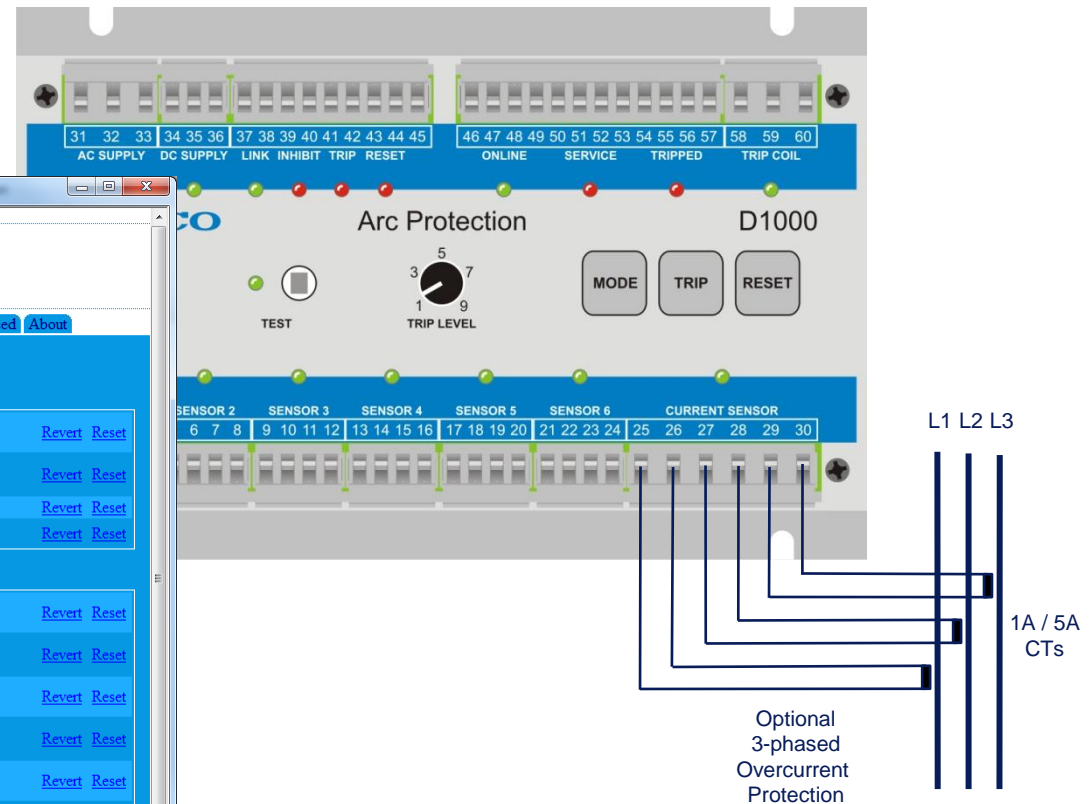 31 32 33 34 35 36 37 38 39 40 41 42 43 44 45 46 47 48 49 50 51 52 53 54 55 56 57 58 59 60
AC SUPPLY DC SUPPLY LINK INHIBIT TRIP RESET ONLINE SERVICE TRIPPED TRIP COIL
CO Arc Protection D1000
1 3 5 7 9
TEST TRIP LEVEL
MODE TRIP RESET
About
SENSOR 2 SENSOR 3 SENSOR 4 SENSOR 5 SENSOR 6 CURRENT SENSOR
6 7 8 9 10 11 12 13 14 15 16 17 18 19 20 21 22 23 24 25 26 27 28 29 30
Revert Reset
Revert Reset
Revert Reset
Revert Reset
Revert Reset
Revert Reset
Revert Reset
Revert Reset
Revert Reset
L1 L2 L3
1A / 5A
CTs
Optional
3-phased
Overcurrent
Protection